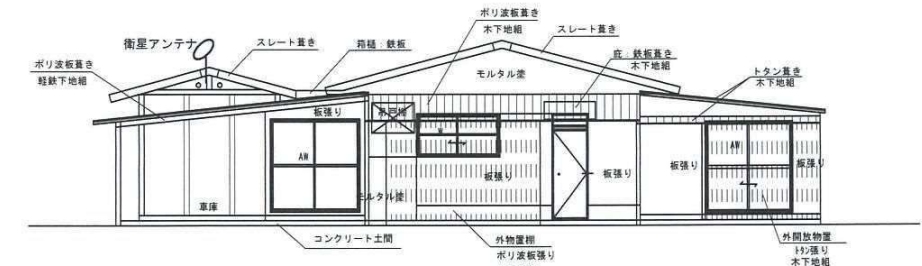 ポリ波板葺き
木下地組
スレート葺き
衛星アンテナ
スレート葺き
箱樋：鉄板
庇：鉄板葺き
木下地組
ポリ波板葺き
軽鉄下地組
モルタル塗
トタン葺き
木下地組
板張り
吊戸棚
W
AW
AW
板張り
板張り
板張り
板張り
モルタル塗
車庫
コンクリート土間
外物置棚
ポリ波板張り
外開放物置
トタン張り
木下地組